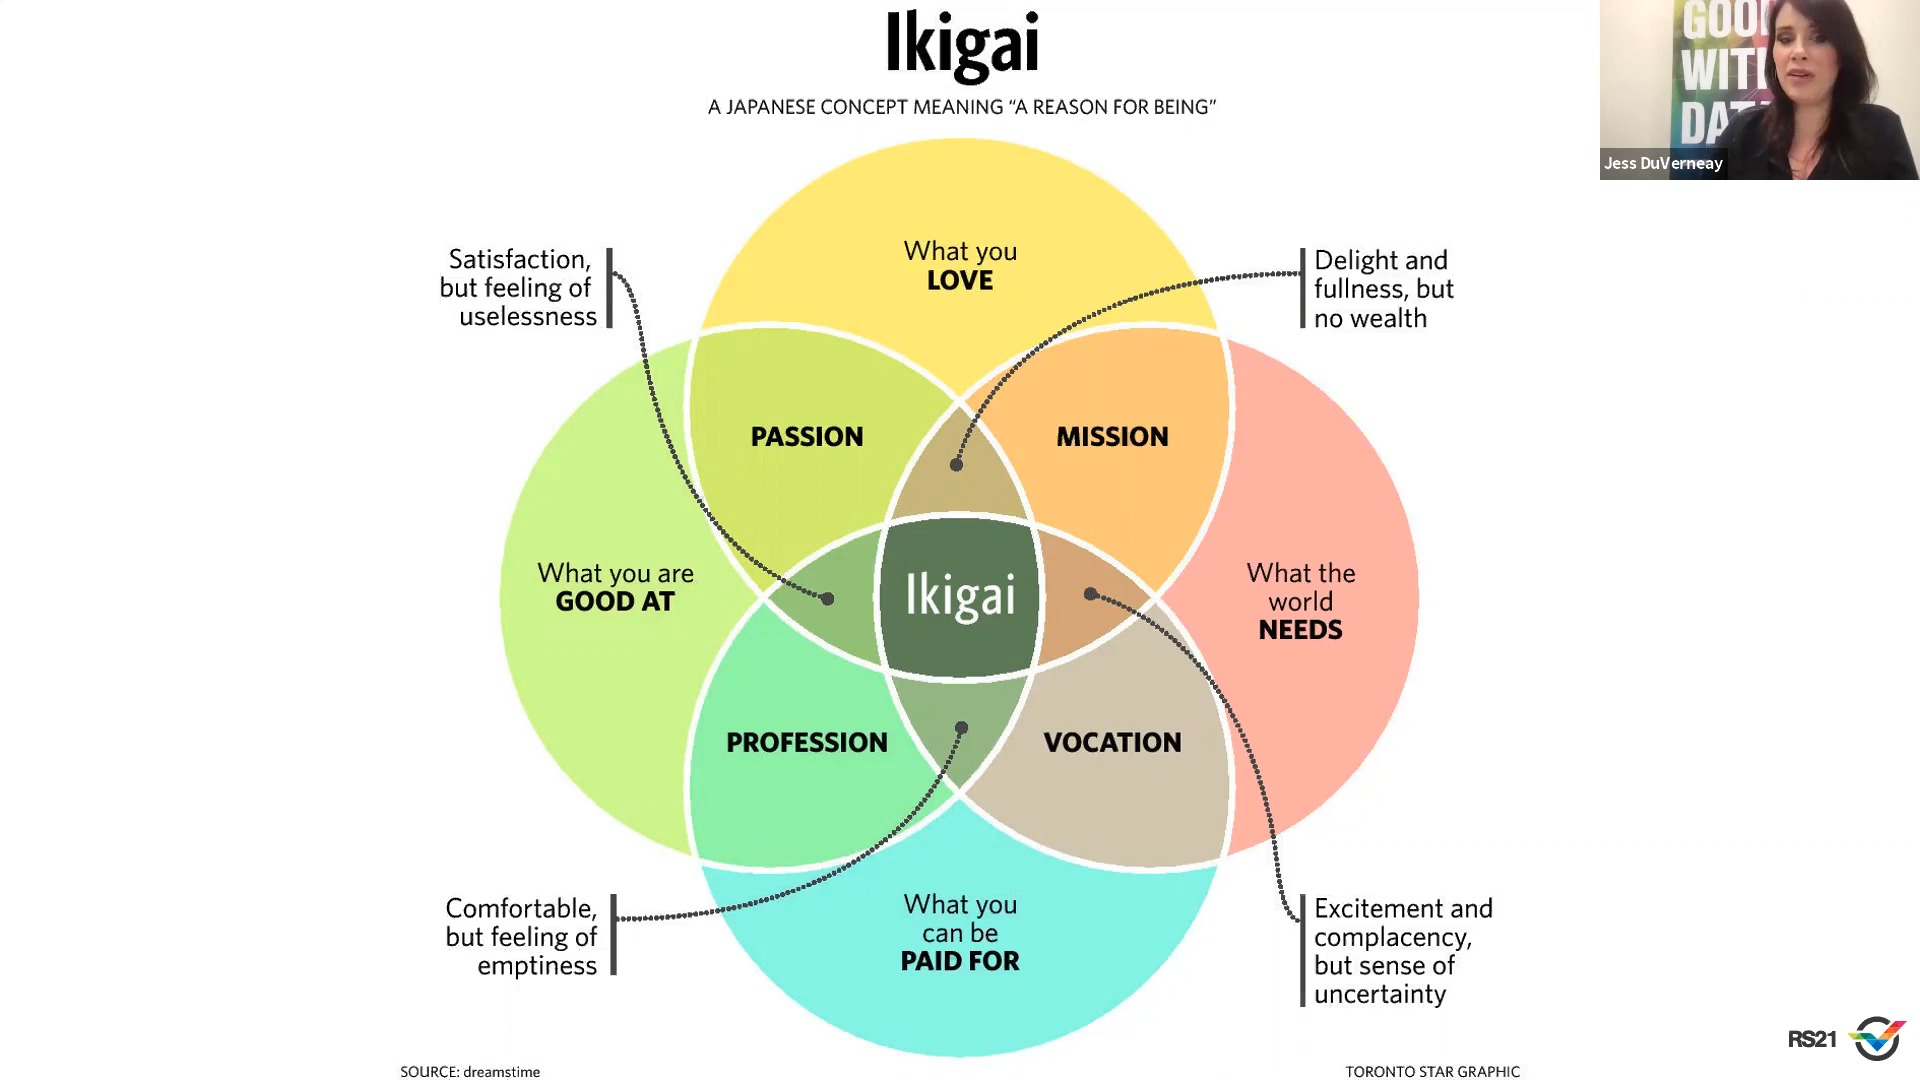 Ikigai
A JAPANESE CONCEPT MEANING “A REASON FOR BEING”
GOO
WIT
DAT
Jess DuVerneay
Satisfaction,
but feeling of
uselessness
What you
LOVE
Delight and
fullness, but
no wealth
PASSION
MISSION
What you are
GOOD AT
Ikigai
What the
world
NEEDS
PROFESSION
VOCATION
Comfortable,
but feeling of
emptiness
What you
can be
PAID FOR
Excitement and
complacency,
but sense of
uncertainty
RS21
SOURCE: dreamstime
TORONTO STAR GRAPHIC